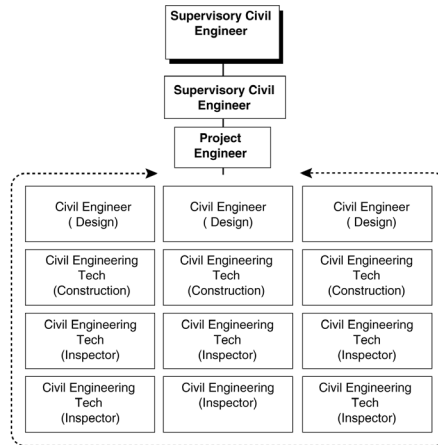 Supervisory Civil
Engineer
Supervisory Civil
Engineer
Project
Engineer
Civil Engineer
( Design)
Civil Engineer
( Design)
Civil Engineer
( Design)
Civil Engineering
Tech
(Construction)
Civil Engineering
Tech
(Construction)
Civil Engineering
Tech
(Construction)
Civil Engineering
Tech
(Inspector)
Civil Engineering
Tech
(Inspector)
Civil Engineering
Tech
(Inspector)
Civil Engineering
Tech
(Inspector)
Civil Engineering
(Inspector)
Civil Engineering
Tech
(Inspector)